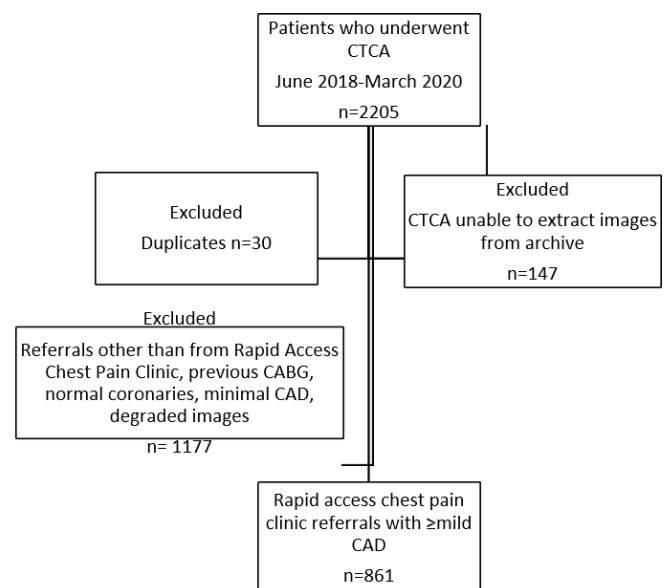 Patients who underwent
CTCA
June 2018-March 2020
n=2205
Excluded
Duplicates n=30
Excluded
CTCA unable to extract images
from archive
n=147
Excluded
Referrals other than from Rapid Access
Chest Pain Clinic, previous CABG,
normal coronaries, minimal CAD,
degraded images
n= 1177
Rapid access chest pain
clinic referrals with ≥mild
CAD
n=861